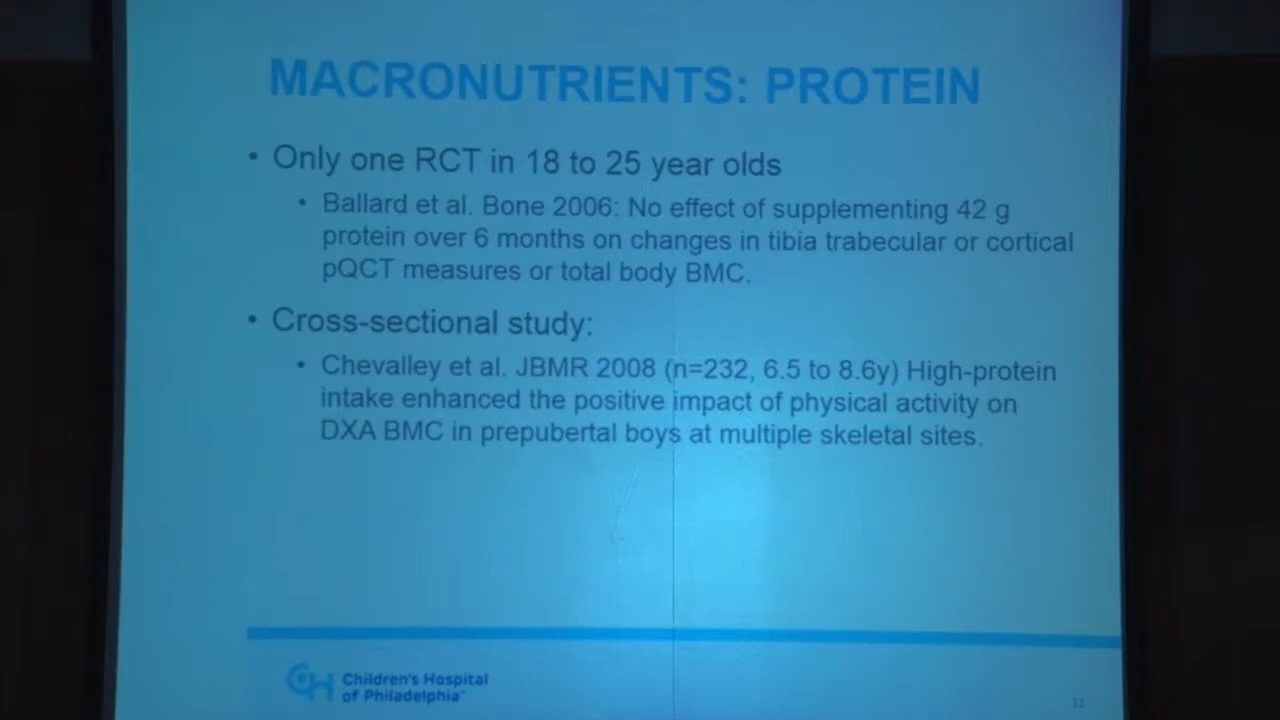 MACRONUTRIENTS: PROTEIN
• Only one RCT in 18 to 25 year olds
• Ballard et al. Bone 2006: No effect of supplementing 42 g
protein over 6 months on changes in tibia trabecular or cortical
pQCT measures or total body BMC.
• Cross-sectional study:
• Chevalley et al. JBMR 2008 (n=232, 6.5 to 8.6y) High-protein
intake enhanced the positive impact of physical activity on
DXA BMC in prepubertal boys at multiple skeletal sites.
Children's Hospital
of Philadelphia™